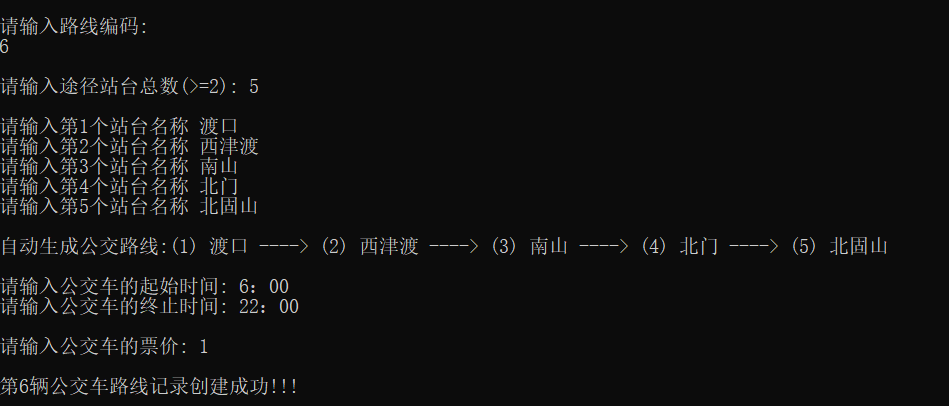 请输入路线编码:
6
请输入途径站台总数(>=2): 5
请输入第1个站台名称 渡口
请输入第2个站台名称 西津渡
请输入第3个站台名称 南山
请输入第4个站台名称 北门
请输入第5个站台名称 北固山
自动生成公交路线:(1) 渡口 ----> (2) 西津渡 ----> (3) 南山 ----> (4) 北门 ----> (5) 北固山
请输入公交车的起始时间: 6：00
请输入公交车的终止时间: 22：00
请输入公交车的票价: 1
第6辆公交车路线记录创建成功!!!